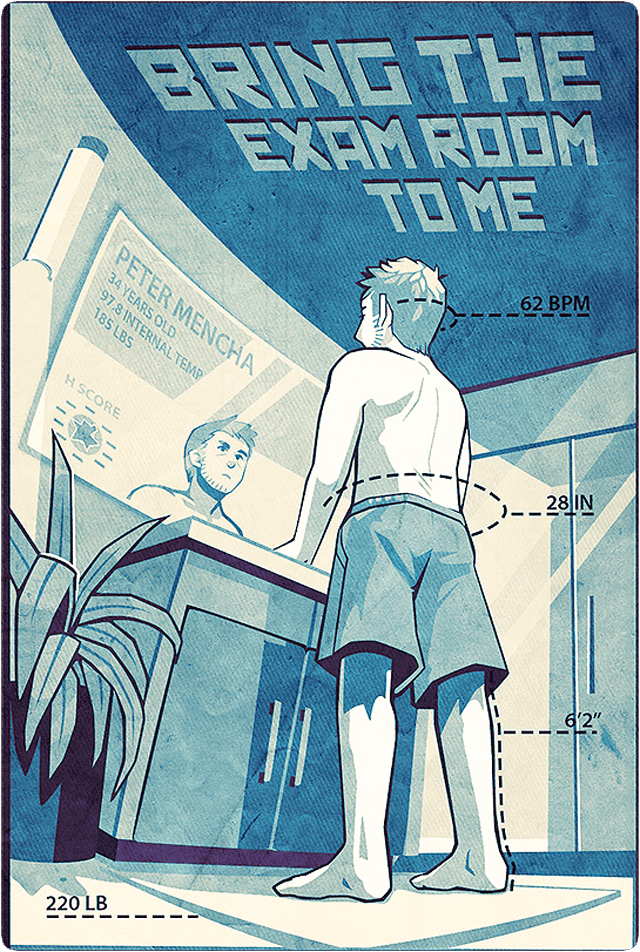 BRING THE
EXAM ROOM
TO ME
PETER MENCHA
34 YEARS OLD
97.8 INTERNAL TEMP
185 LBS
H SCORE
62 BPM
28 IN
6'2"
220 LB